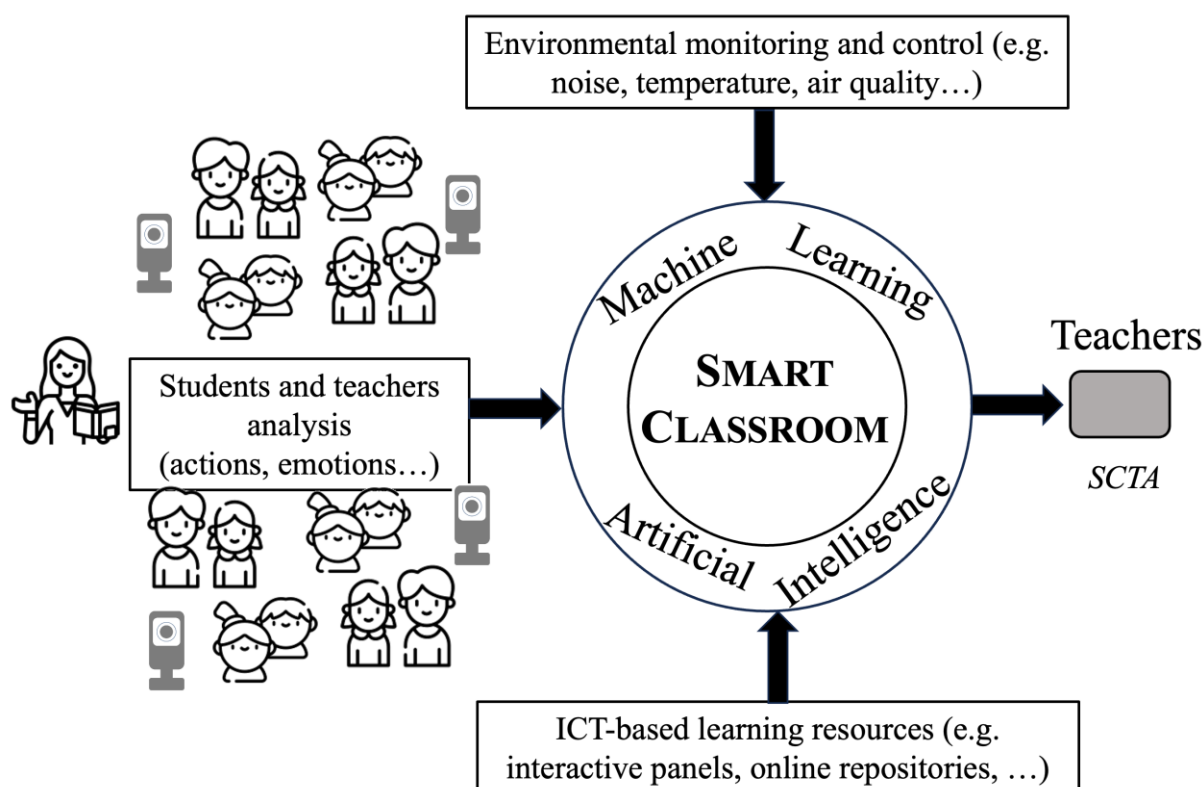 Environmental monitoring and control (e.g.
noise, temperature, air quality…)
Machine Learning
Students and teachers
analysis
(actions, emotions…)
SMART
CLASSROOM
Teachers
SCTA
Artificial Intelligence
ICT-based learning resources (e.g.
interactive panels, online repositories, …)